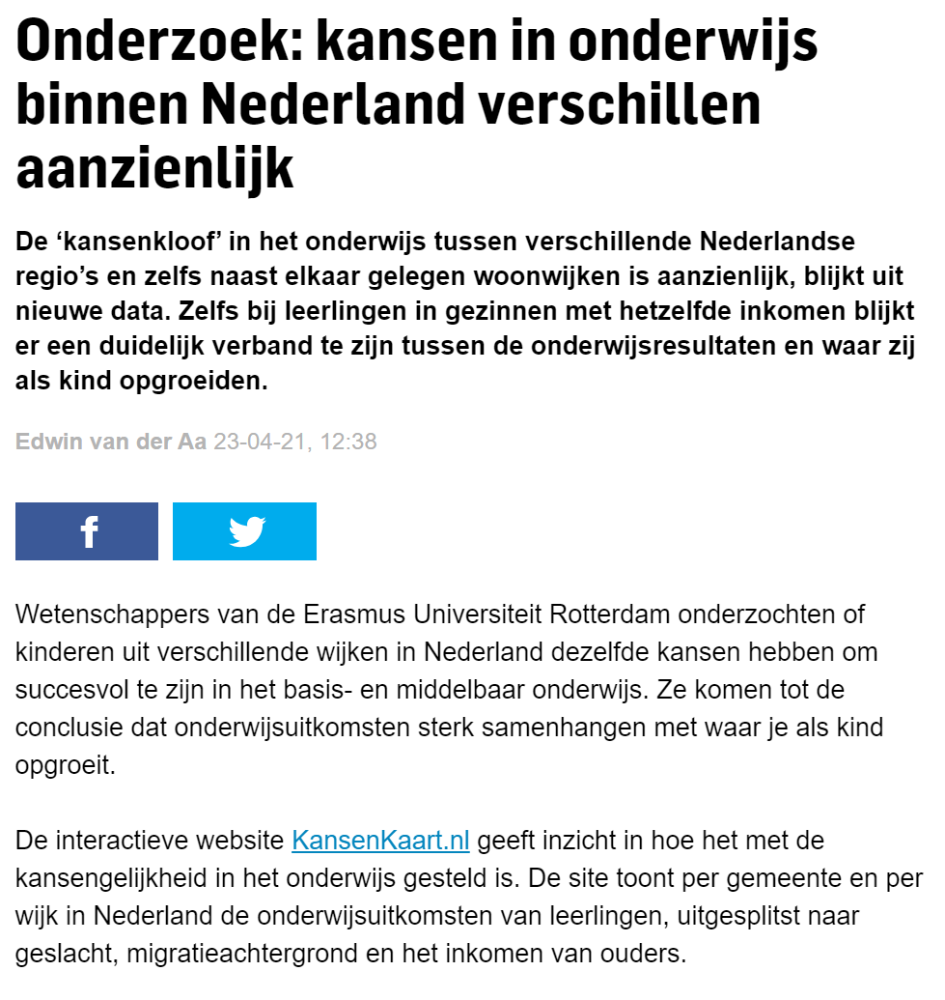 Onderzoek: kansen in onderwijs
binnen Nederland verschillen
aanzienlijk
De ‘kansenkloof’ in het onderwijs tussen verschillende Nederlandse
regio’s en zelfs naast elkaar gelegen woonwijken is aanzienlijk, blijkt uit
nieuwe data. Zelfs bij leerlingen in gezinnen met hetzelfde inkomen blijkt
er een duidelijk verband te zijn tussen de onderwijsresultaten en waar zij
als kind opgroeiden.
Edwin van der Aa 23-04-21, 12:38
Wetenschappers van de Erasmus Universiteit Rotterdam onderzochten of
kinderen uit verschillende wijken in Nederland dezelfde kansen hebben om
succesvol te zijn in het basis- en middelbaar onderwijs. Ze komen tot de
conclusie dat onderwijsuitkomsten sterk samenhangen met waar je als kind
opgroeit.
De interactieve website KansenKaart.nl geeft inzicht in hoe het met de
kansengelijkheid in het onderwijs gesteld is. De site toont per gemeente en per
wijk in Nederland de onderwijsuitkomsten van leerlingen, uitgesplitst naar
geslacht, migratieachtergrond en het inkomen van ouders.